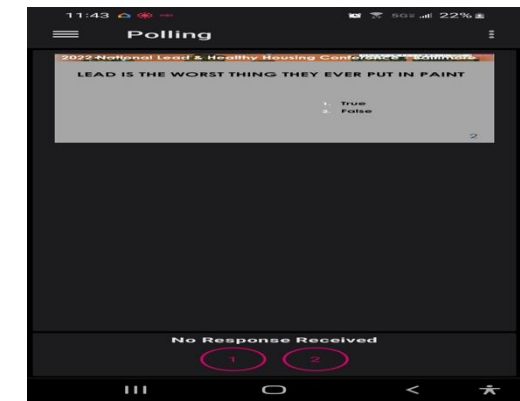 11:43
22%
Polling
2022 National Lead & Healthy Housing Conference Baltimore
LEAD IS THE WORST THING THEY EVER PUT IN PAINT
1. True
2. False
2
No Response Received
1 2